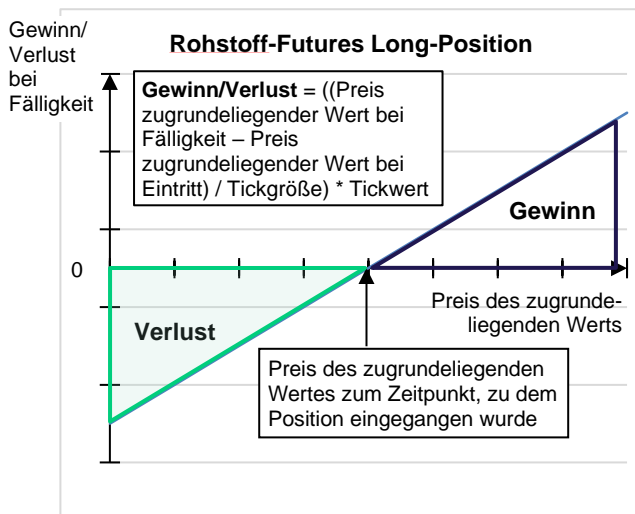 Gewinn/
Verlust
bei
Fälligkeit
Rohstoff-Futures Long-Position
Gewinn/Verlust = ((Preis
zugrundeliegender Wert bei
Fälligkeit – Preis
zugrundeliegender Wert bei
Eintritt) / Tickgröße) * Tickwert
Gewinn
0
Preis des zugrunde-
liegenden Werts
Verlust
Preis des zugrundeliegenden
Wertes zum Zeitpunkt, zu dem
Position eingegangen wurde